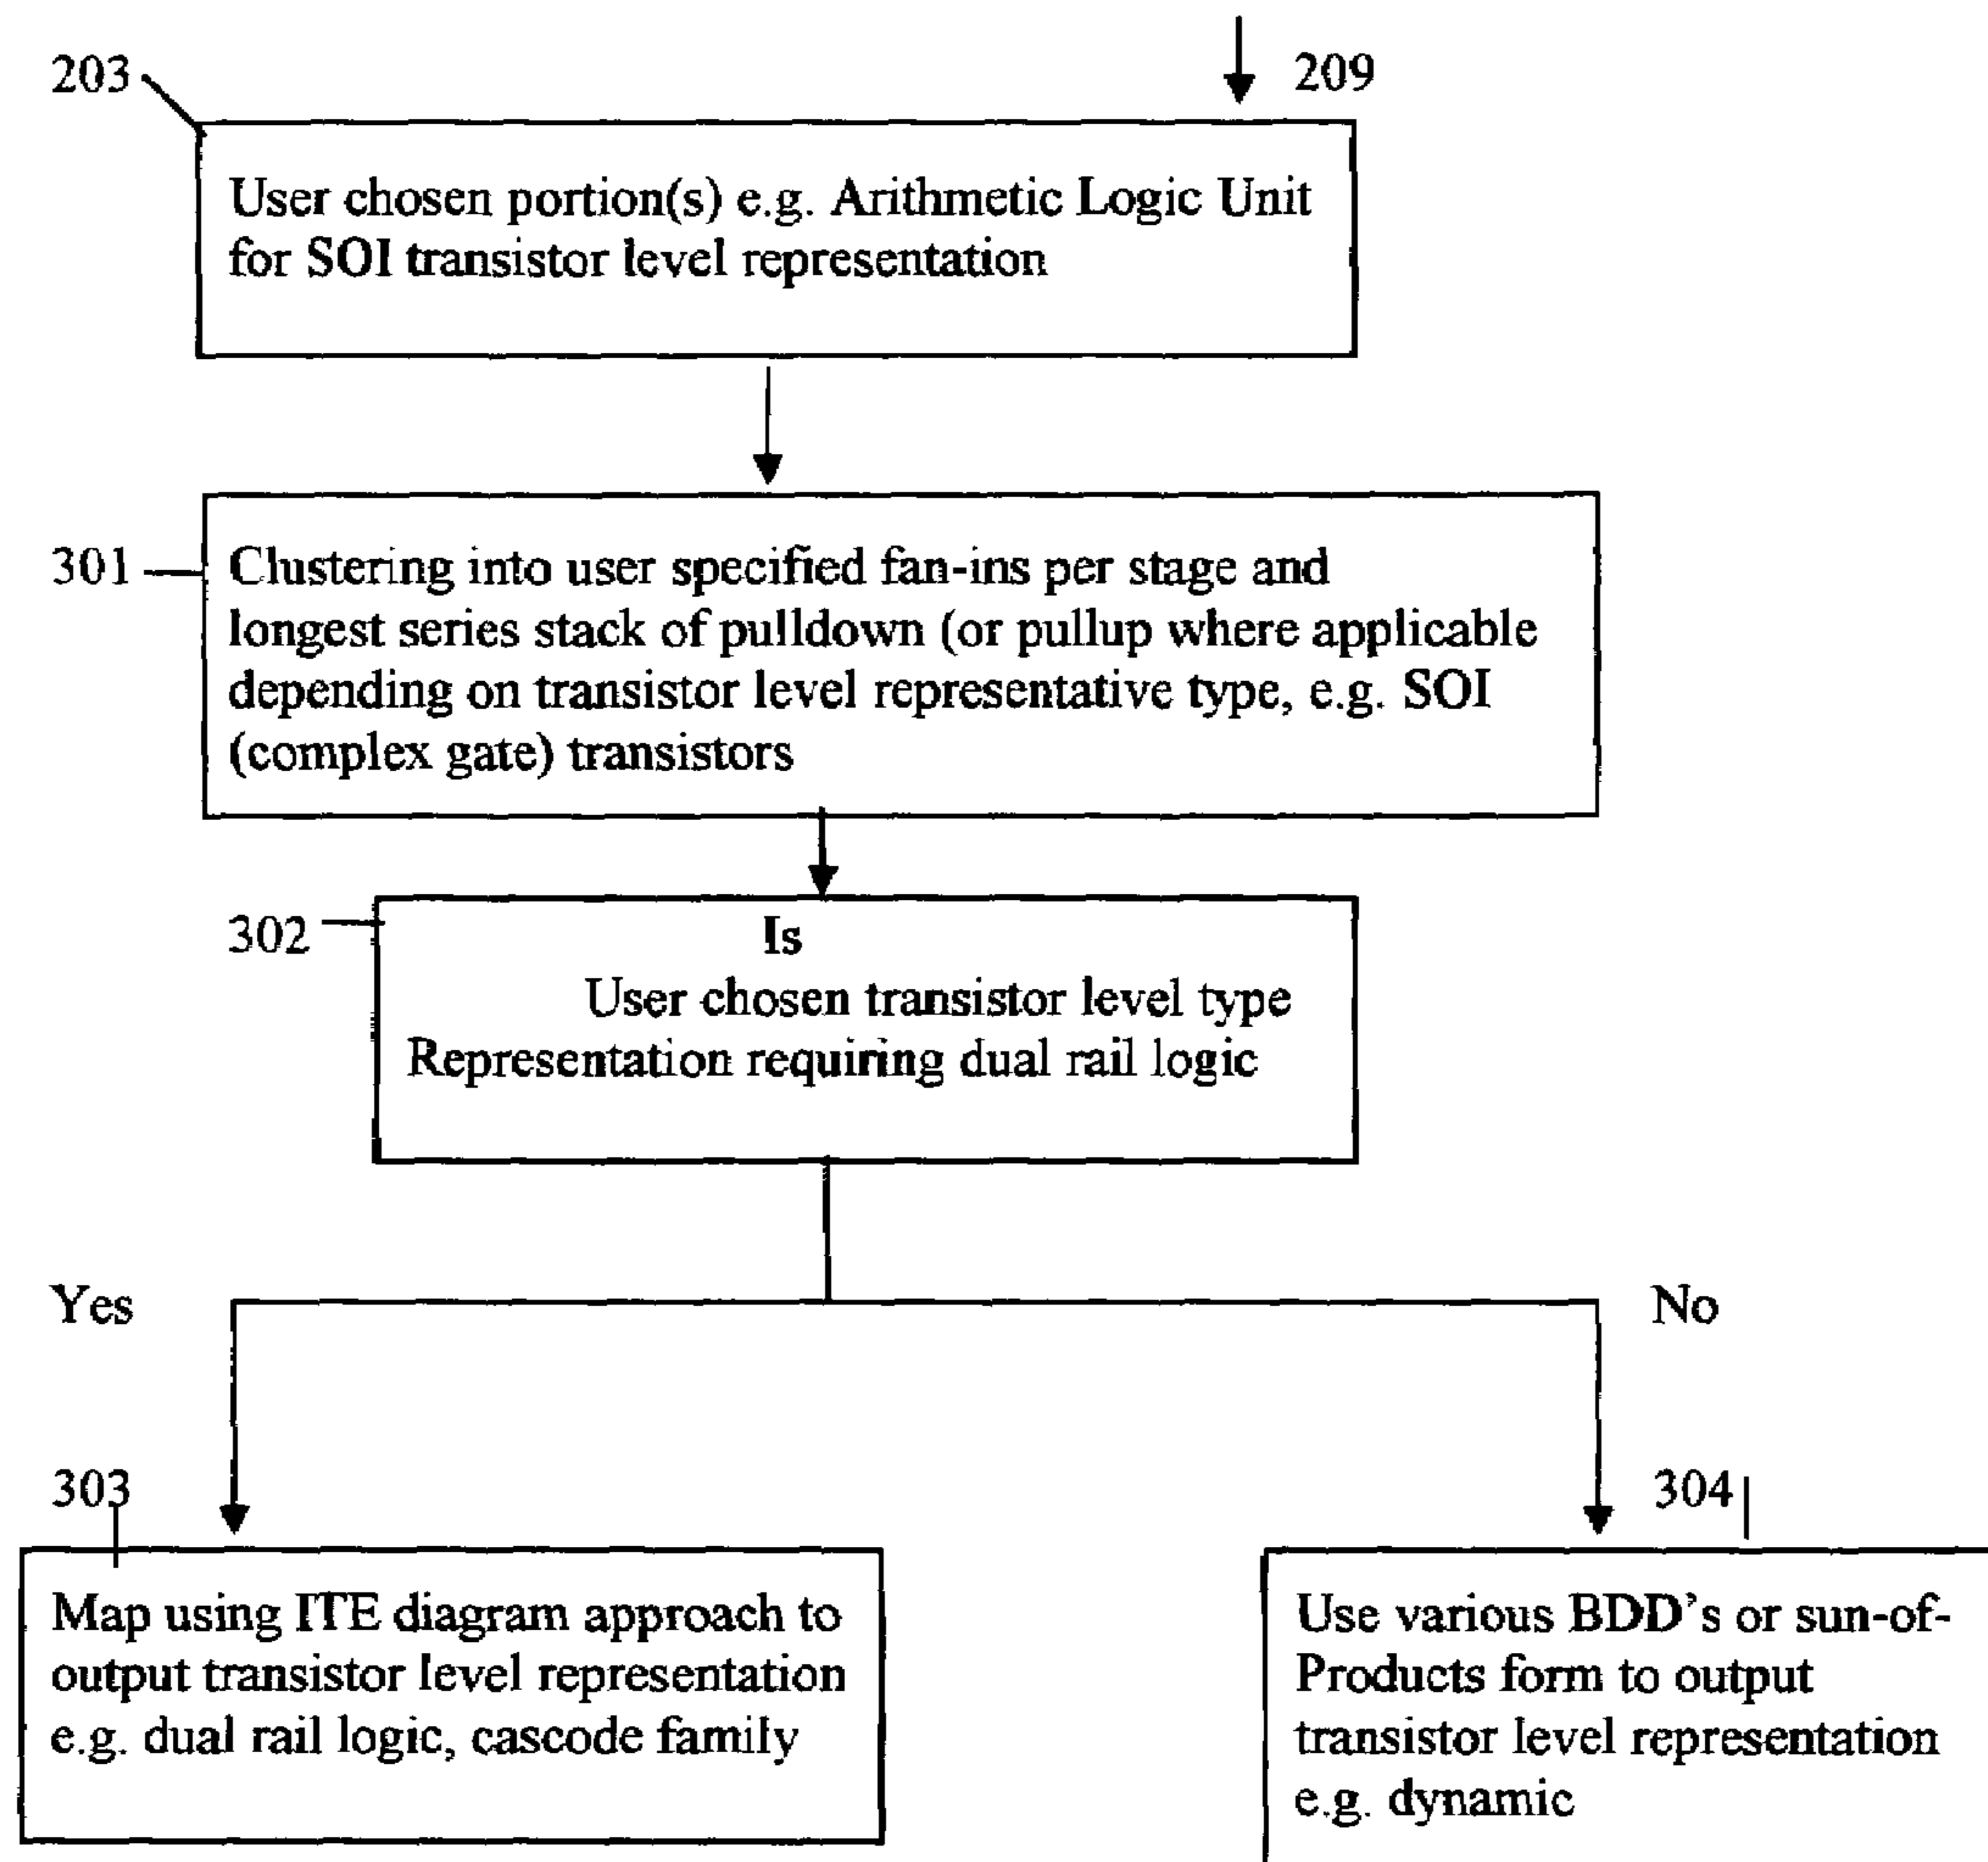 203
209
User chosen portion(s) e.g. Arithmetic Logic Unit
for SOI transistor level representation
301
Clustering into user specified fan-ins per stage and
longest series stack of pulldown (or pullup where applicable
depending on transistor level representative type, e.g. SOI
(complex gate) transistors
302
Is
User chosen transistor level type
Representation requiring dual rail logic
Yes
No
303
Map using ITE diagram approach to
output transistor level representation
e.g. dual rail logic, cascode family
304
Use various BDD's or sun-of-
Products form to output
transistor level representation
e.g. dynamic